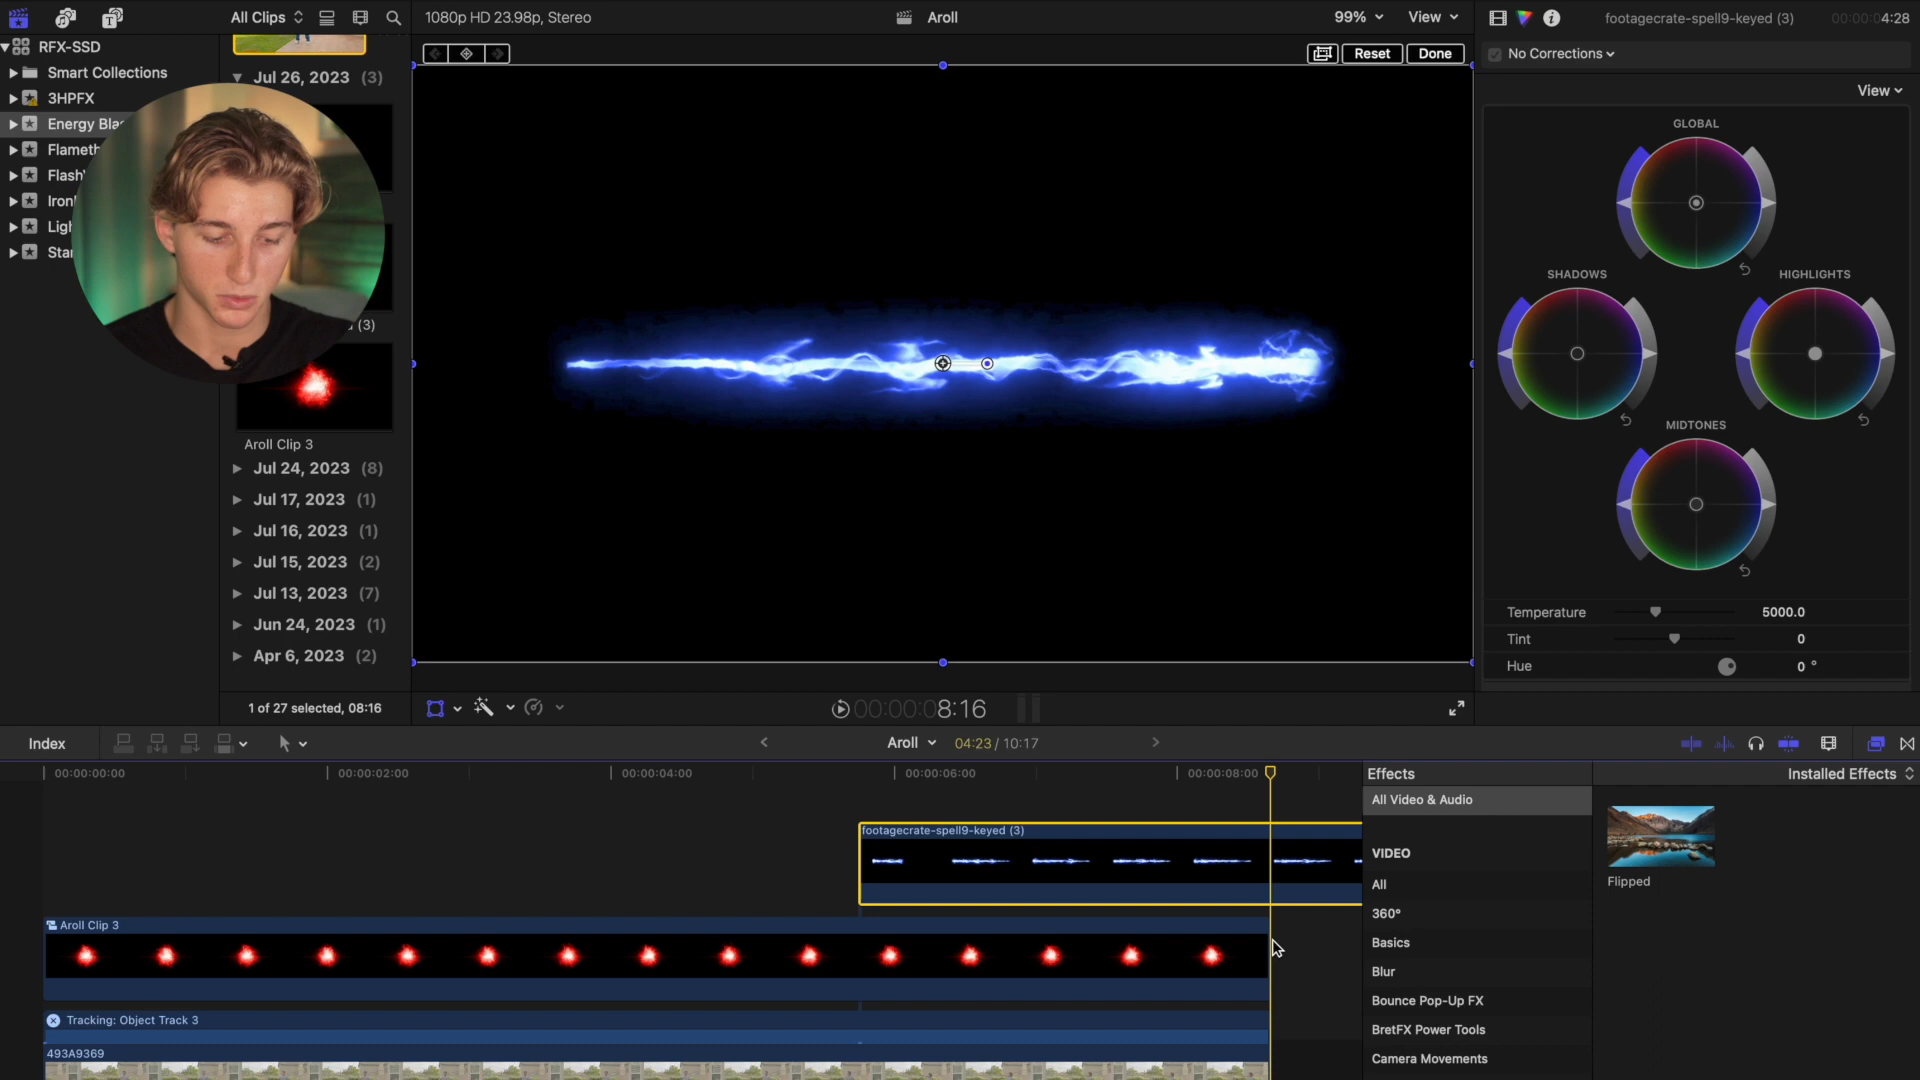 All Clips
1080p HD 23.98p, Stereo
Aroll
99%
View
footagecrate-spell9-keyed (3)
00:00:04:28
RFX-SSD
Reset
Done
No Corrections
Smart Collections
Jul 26, 2023 (3)
View
3HPFX
Energy Bla
Flameth
Flash
Iron
Ligh
Star
(3)
Aroll Clip 3
Jul 24, 2023 (8)
Jul 17, 2023 (1)
Jul 16, 2023 (1)
Jul 15, 2023 (2)
Jul 13, 2023 (7)
Jun 24, 2023 (1)
Apr 6, 2023 (2)
GLOBAL
SHADOWS
HIGHLIGHTS
MIDTONES
Temperature 5000.0
Tint 0
Hue 0 °
1 of 27 selected, 08:16
00:00:08:16
Index
Aroll
04:23 / 10:17
00:00:00:00
00:00:02:00
00:00:04:00
00:00:06:00
00:00:08:00
Effects
Installed Effects
All Video & Audio
footagecrate-spell9-keyed (3)
VIDEO
All
Flipped
360°
Aroll Clip 3
Basics
Blur
Bounce Pop-Up FX
Tracking: Object Track 3
BretFX Power Tools
493A9369
Camera Movements